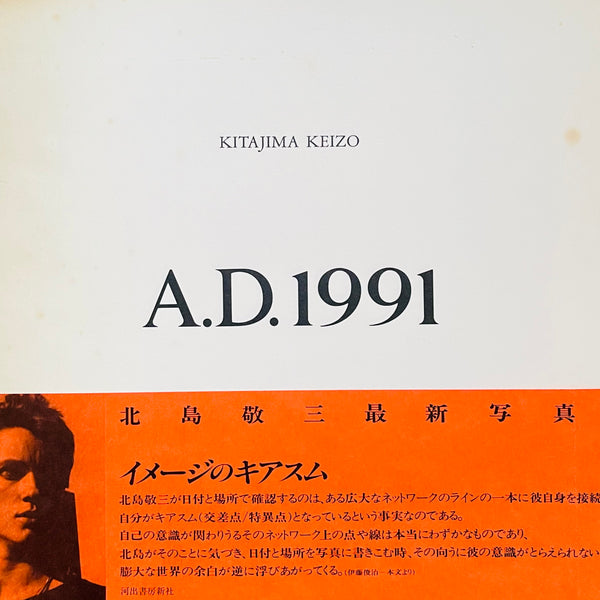 KITAJIMA KEIZO
A.D.1991
北島敬三最新写真
イメージのキアスム
北島敬三が日付と場所で確認するのは、ある広大なネットワークのラインの一本に彼自身を接続
自分がキアスム(交差点/特異点)となっているという事実なのである。
自己の意識が関わりうるそのネットワーク上の点や線は本当にわずかなものであり、
北島がそのことに気づき、日付と場所を写真に書きこむ時、その向うに彼の意識がとらえられない
膨大な世界の余白が逆に浮びあがってくる。(伊藤俊治─本文より)
河出書房新社